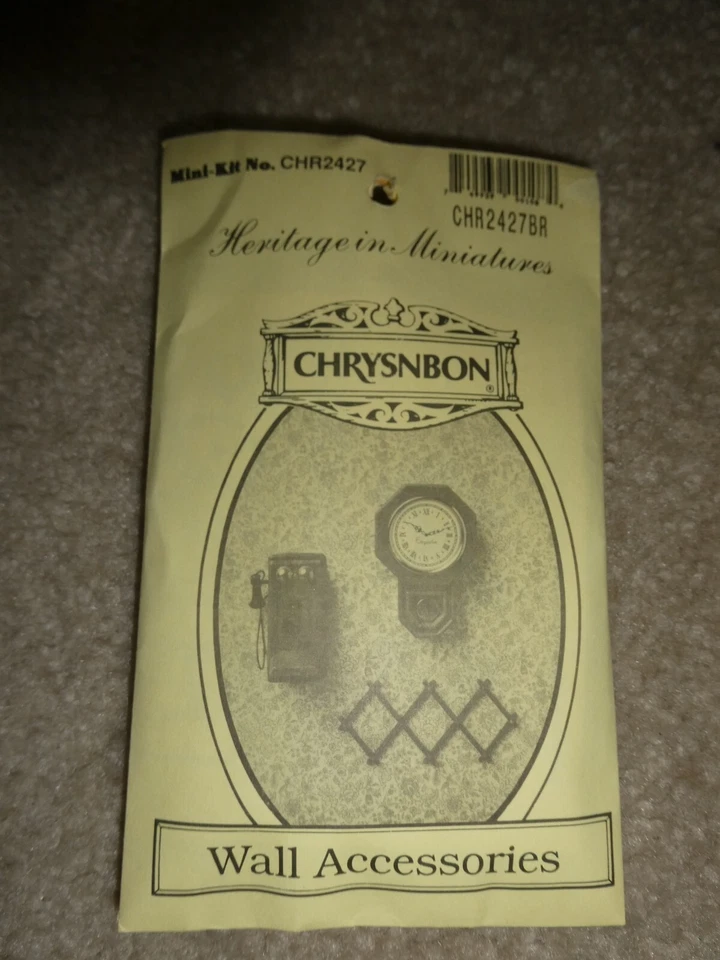 Mini-Kit No. CHR2427
CHR2427BR
Heritage in Miniatures
CHRYSNBON®
Wall Accessories